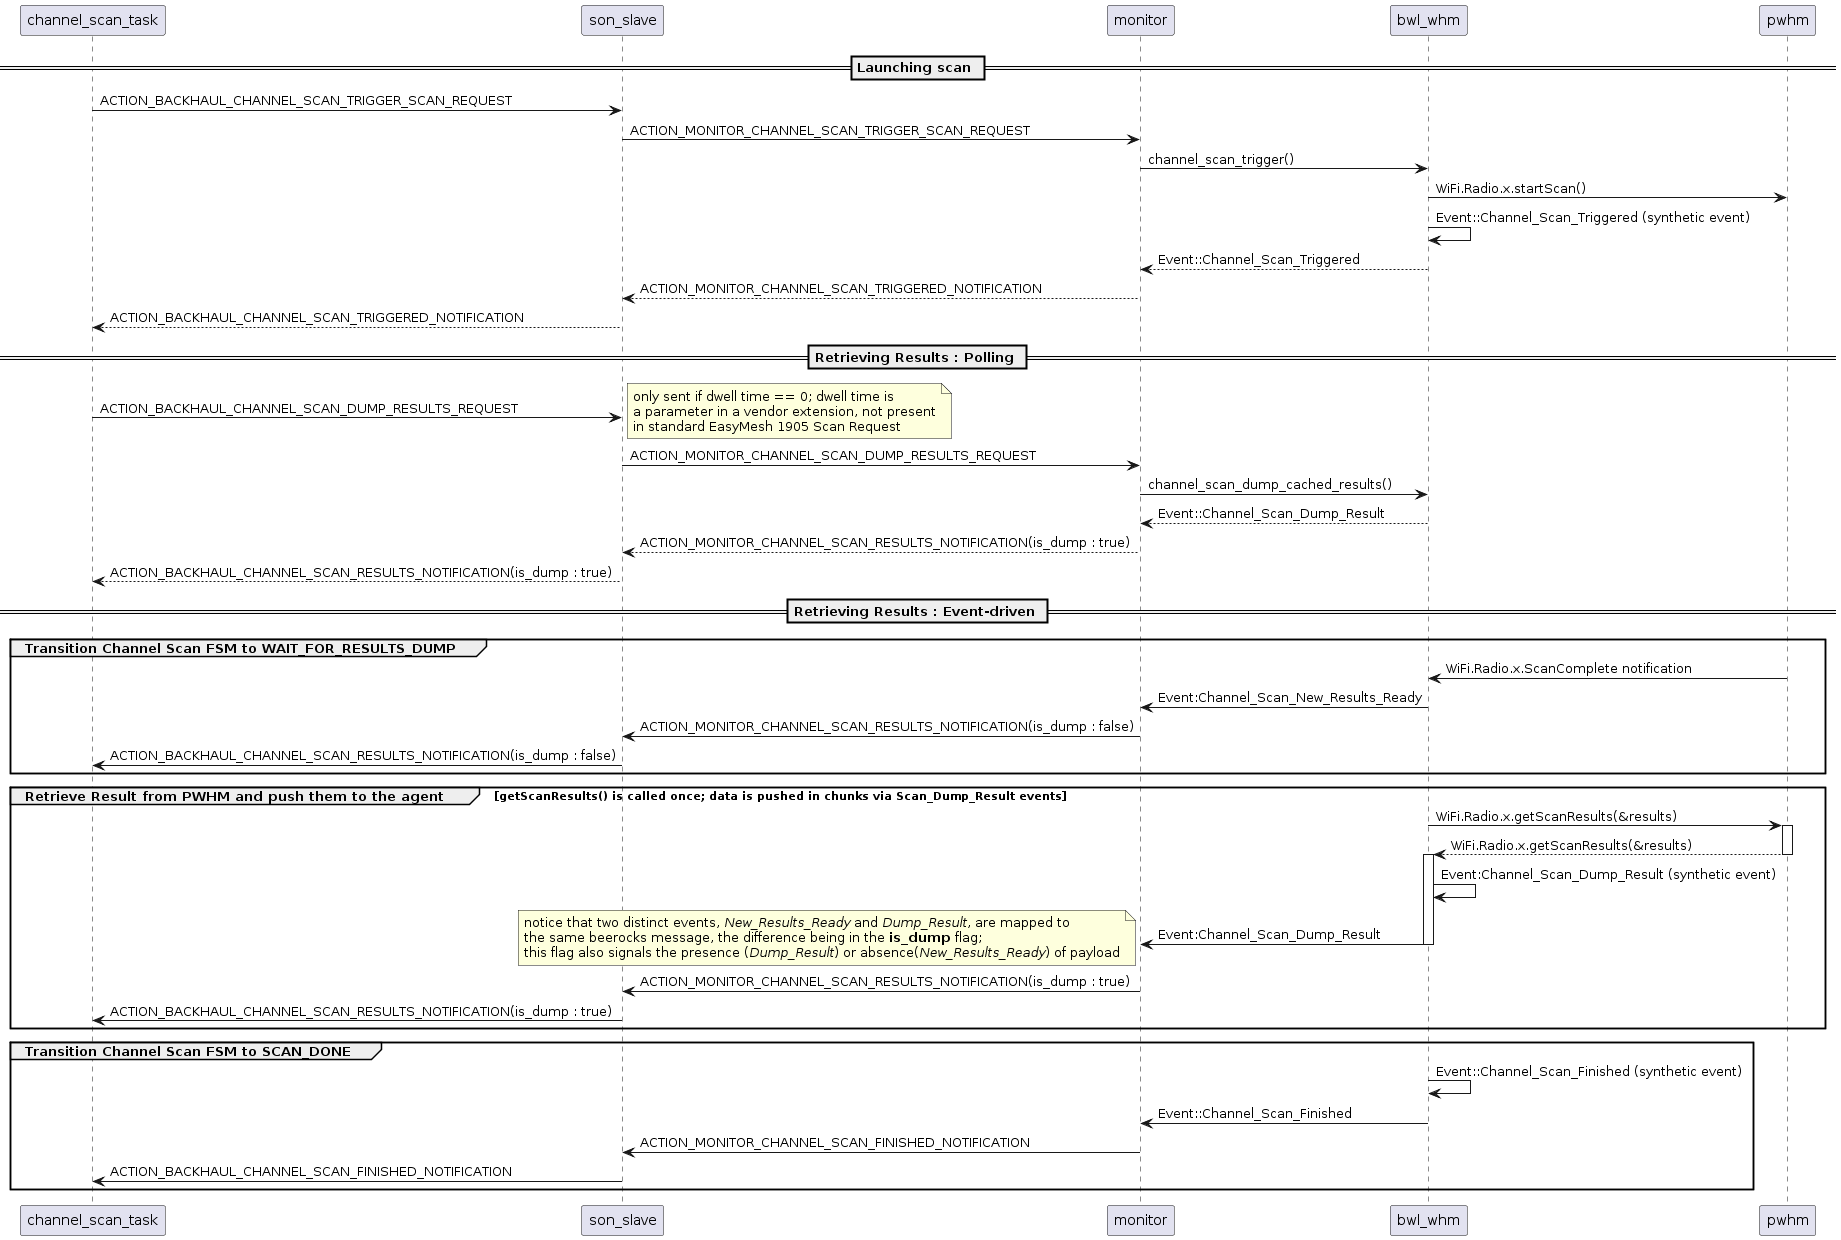 channel_scan_task son_slave monitor bwl_whm pwhm
Launching scan
ACTION_BACKHAUL_CHANNEL_SCAN_TRIGGER_SCAN_REQUEST
ACTION_MONITOR_CHANNEL_SCAN_TRIGGER_SCAN_REQUEST
channel_scan_trigger()
WiFi.Radio.x.startScan()
Event::Channel_Scan_Triggered (synthetic event)
Event::Channel_Scan_Triggered
ACTION_MONITOR_CHANNEL_SCAN_TRIGGERED_NOTIFICATION
ACTION_BACKHAUL_CHANNEL_SCAN_TRIGGERED_NOTIFICATION
Retrieving Results : Polling
ACTION_BACKHAUL_CHANNEL_SCAN_DUMP_RESULTS_REQUEST
only sent if dwell time == 0; dwell time is
a parameter in a vendor extension, not present
in standard EasyMesh 1905 Scan Request
ACTION_MONITOR_CHANNEL_SCAN_DUMP_RESULTS_REQUEST
channel_scan_dump_cached_results()
Event::Channel_Scan_Dump_Result
ACTION_MONITOR_CHANNEL_SCAN_RESULTS_NOTIFICATION(is_dump : true)
ACTION_BACKHAUL_CHANNEL_SCAN_RESULTS_NOTIFICATION(is_dump : true)
Retrieving Results : Event-driven
Transition Channel Scan FSM to WAIT_FOR_RESULTS_DUMP
WiFi.Radio.x.ScanComplete notification
Event:Channel_Scan_New_Results_Ready
ACTION_MONITOR_CHANNEL_SCAN_RESULTS_NOTIFICATION(is_dump : false)
ACTION_BACKHAUL_CHANNEL_SCAN_RESULTS_NOTIFICATION(is_dump : false)
Retrieve Result from PWHM and push them to the agent [getScanResults() is called once; data is pushed in chunks via Scan_Dump_Result events]
WiFi.Radio.x.getScanResults(&results)
WiFi.Radio.x.getScanResults(&results)
Event:Channel_Scan_Dump_Result (synthetic event)
notice that two distinct events, New_Results_Ready and Dump_Result, are mapped to
the same beerocks message, the difference being in the is_dump flag;
this flag also signals the presence (Dump_Result) or absence(New_Results_Ready) of payload
Event:Channel_Scan_Dump_Result
ACTION_MONITOR_CHANNEL_SCAN_RESULTS_NOTIFICATION(is_dump : true)
ACTION_BACKHAUL_CHANNEL_SCAN_RESULTS_NOTIFICATION(is_dump : true)
Transition Channel Scan FSM to SCAN_DONE
Event::Channel_Scan_Finished (synthetic event)
Event::Channel_Scan_Finished
ACTION_MONITOR_CHANNEL_SCAN_FINISHED_NOTIFICATION
ACTION_BACKHAUL_CHANNEL_SCAN_FINISHED_NOTIFICATION
channel_scan_task son_slave monitor bwl_whm pwhm